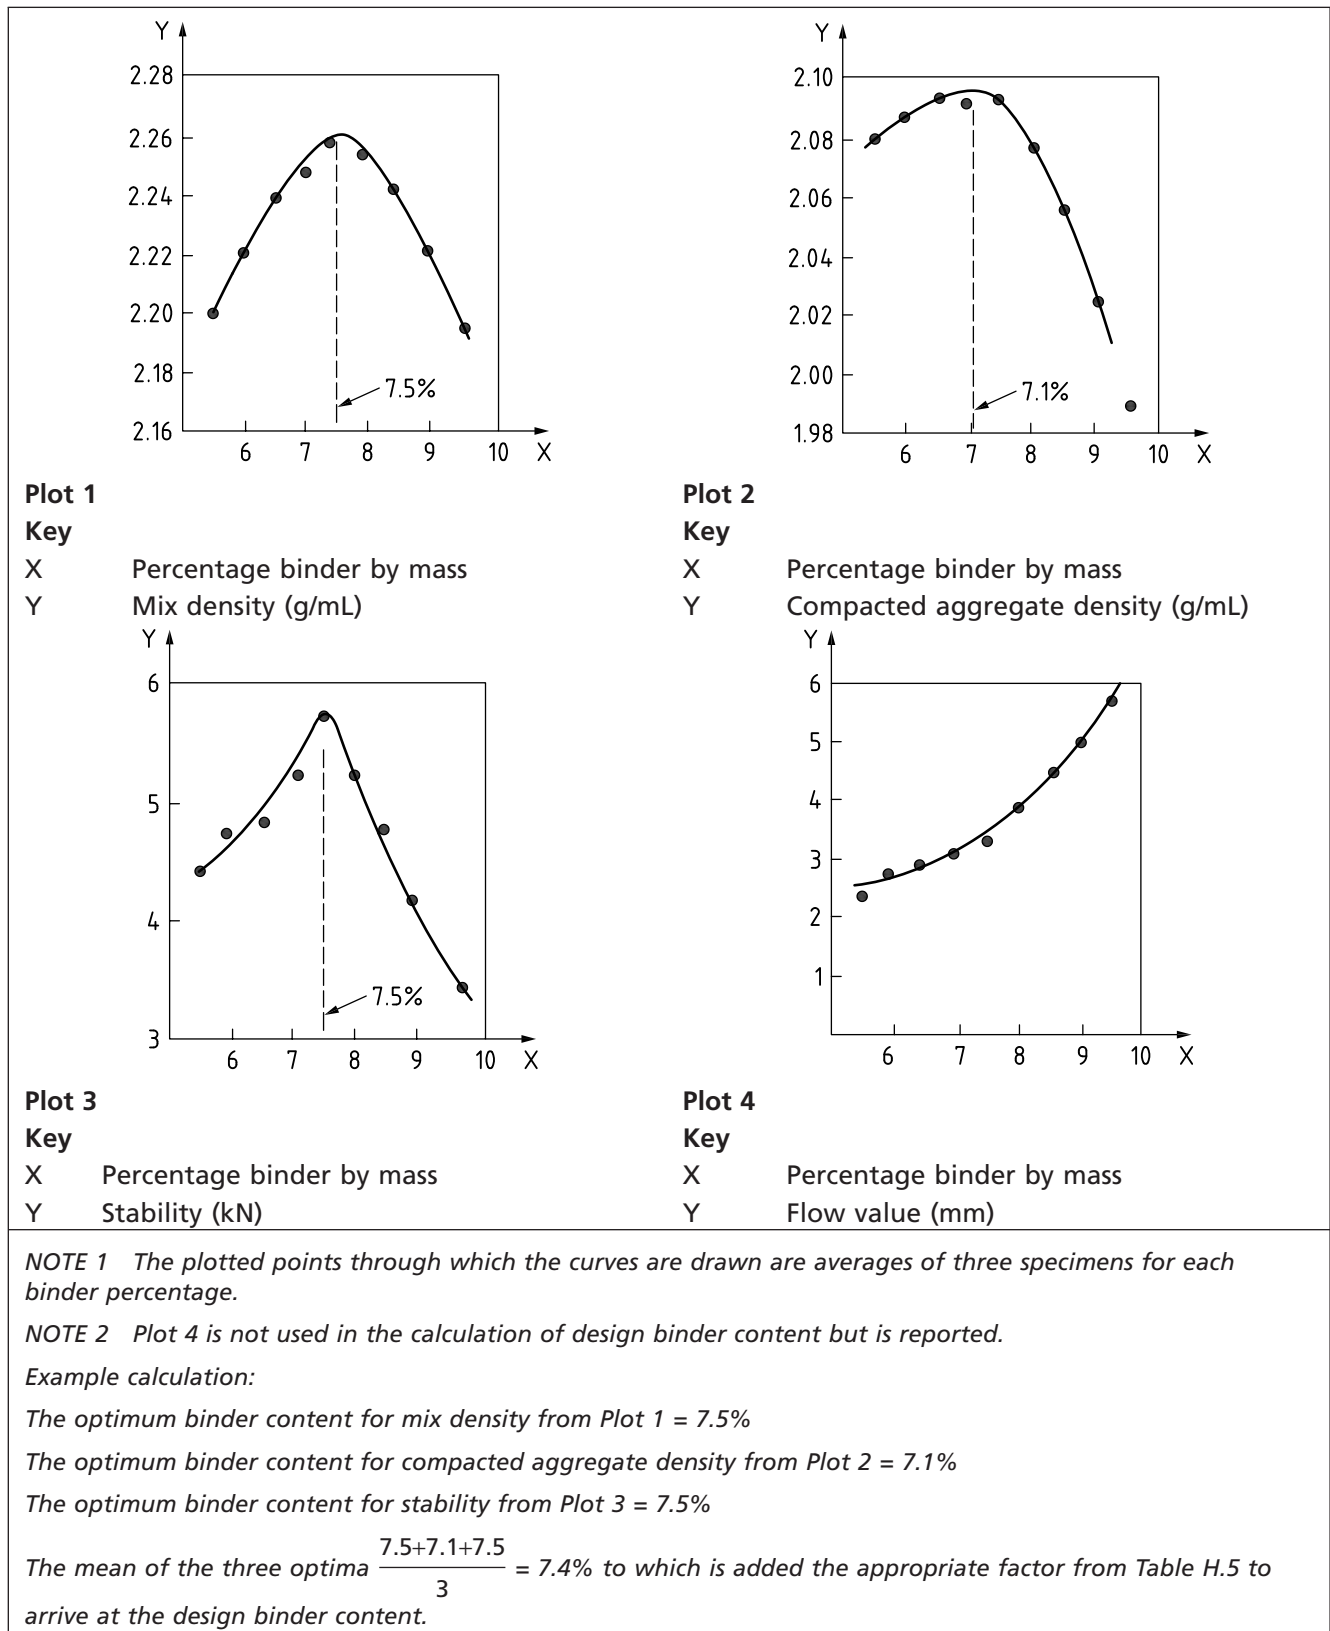 Y
2.28
2.26
2.24
2.22
2.20
2.18
2.16
7.5%
6 7 8 9 10 X
Plot 1
Key
X Percentage binder by mass
Y Mix density (g/mL)
Y
2.10
2.08
2.06
2.04
2.02
2.00
1.98
7.1%
6 7 8 9 10 X
Plot 2
Key
X Percentage binder by mass
Y Compacted aggregate density (g/mL)
Y
6
5
4
3
7.5%
6 7 8 9 10 X
Plot 3
Key
X Percentage binder by mass
Y Stability (kN)
Y
6
5
4
3
2
1
6 7 8 9 10 X
Plot 4
Key
X Percentage binder by mass
Y Flow value (mm)
NOTE 1 The plotted points through which the curves are drawn are averages of three specimens for each
binder percentage.
NOTE 2 Plot 4 is not used in the calculation of design binder content but is reported.
Example calculation:
The optimum binder content for mix density from Plot 1 = 7.5%
The optimum binder content for compacted aggregate density from Plot 2 = 7.1%
The optimum binder content for stability from Plot 3 = 7.5%
The mean of the three optima 7.5+7.1+7.5 / 3 = 7.4% to which is added the appropriate factor from Table H.5 to
arrive at the design binder content.